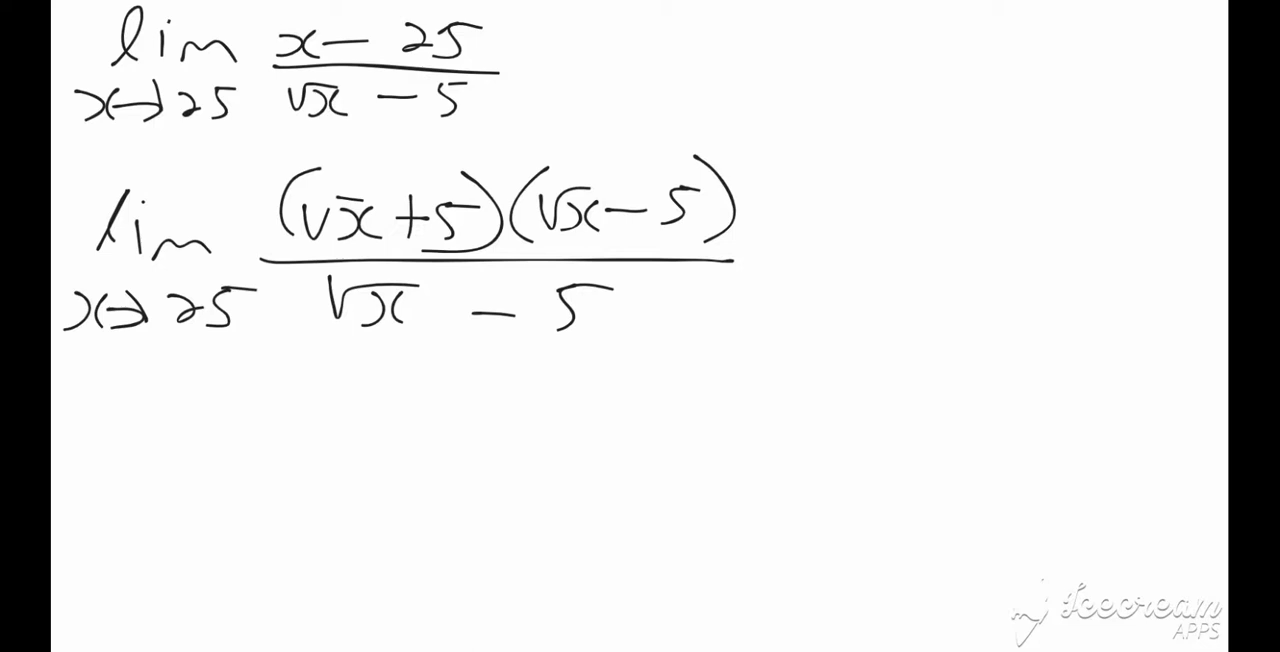 lim x→25 (x - 25)/(√x - 5)
lim x→25 ((√x + 5)(√x - 5))/(√x - 5)
Icecream
APPS